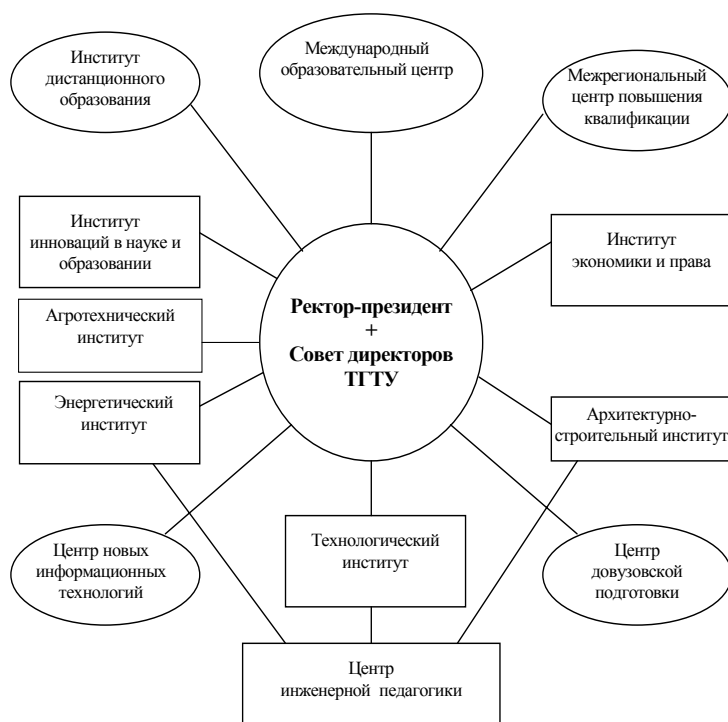 Институт
дистанционного
образования
Международный
образовательный центр
Межрегиональный
центр повышения
квалификации
Институт
инноваций в науке и
образовании
Институт
экономики и права
Агротехнический
институт
Ректор-президент
+
Совет директоров
ТГТУ
Энергетический
институт
Архитектурно-
строительный институт
Центр новых
информационных
технологий
Технологический
институт
Центр
довузовской
подготовки
Центр
инженерной педагогики